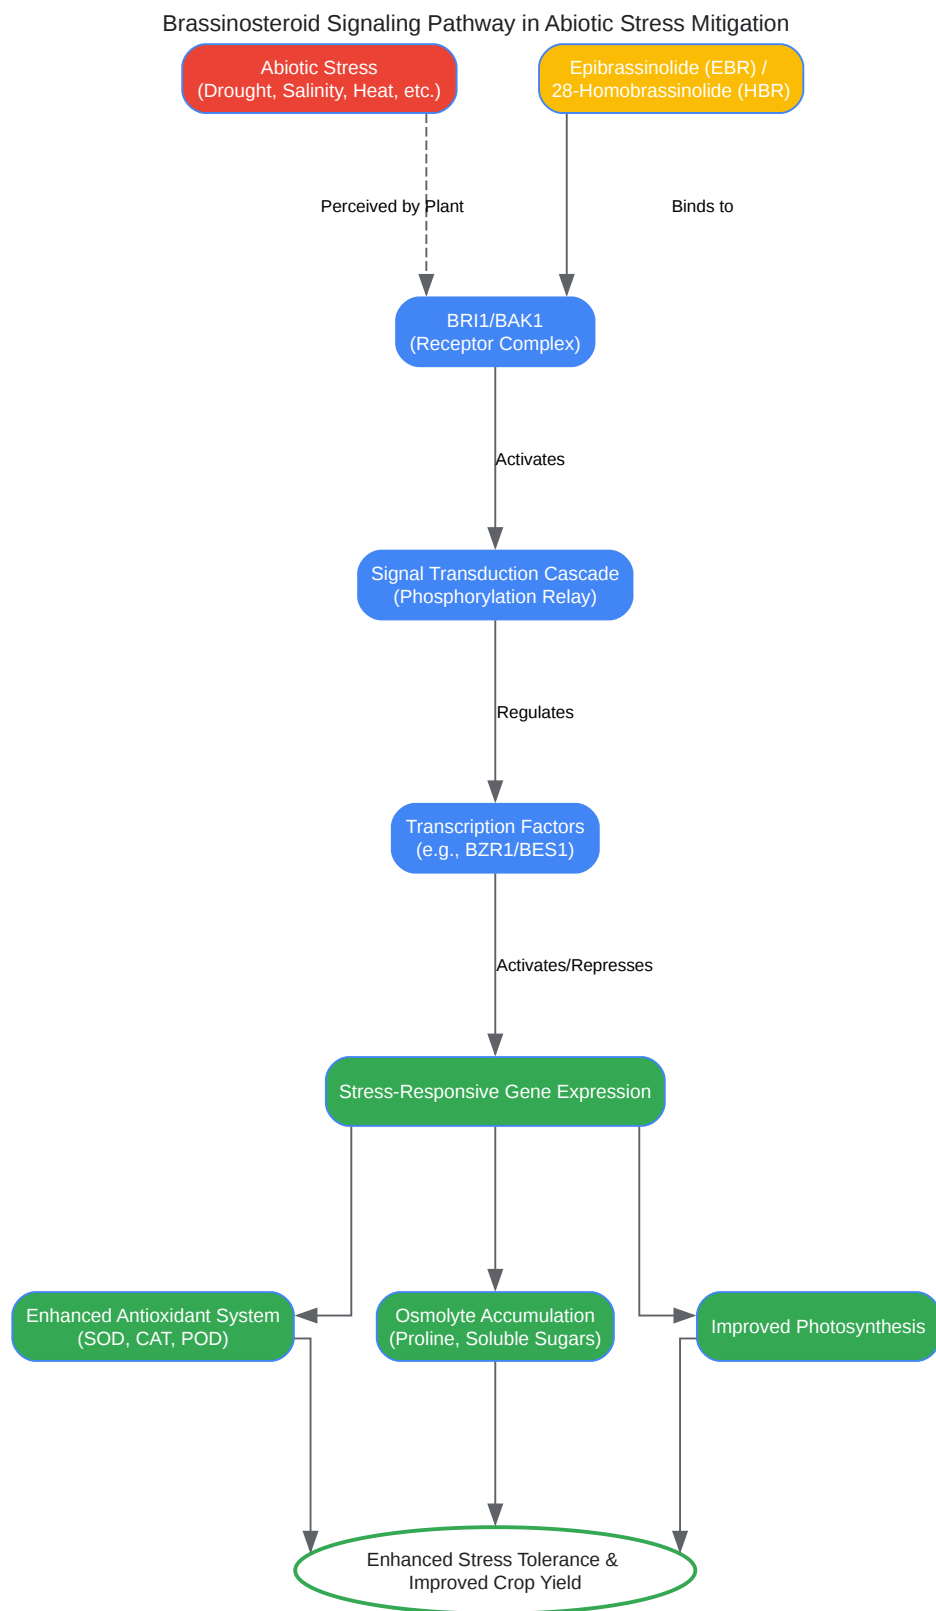 Brassinosteroid Signaling Pathway in Abiotic Stress Mitigation
Abiotic Stress
(Drought, Salinity, Heat, etc.)
Epibrassinolide (EBR) /
28-Homobrassinolide (HBR)
Perceived by Plant
Binds to
BRI1/BAK1
(Receptor Complex)
Activates
Signal Transduction Cascade
(Phosphorylation Relay)
Regulates
Transcription Factors
(e.g., BZR1/BES1)
Activates/Represses
Stress-Responsive Gene Expression
Enhanced Antioxidant System
(SOD, CAT, POD)
Osmolyte Accumulation
(Proline, Soluble Sugars)
Improved Photosynthesis
Enhanced Stress Tolerance &
Improved Crop Yield